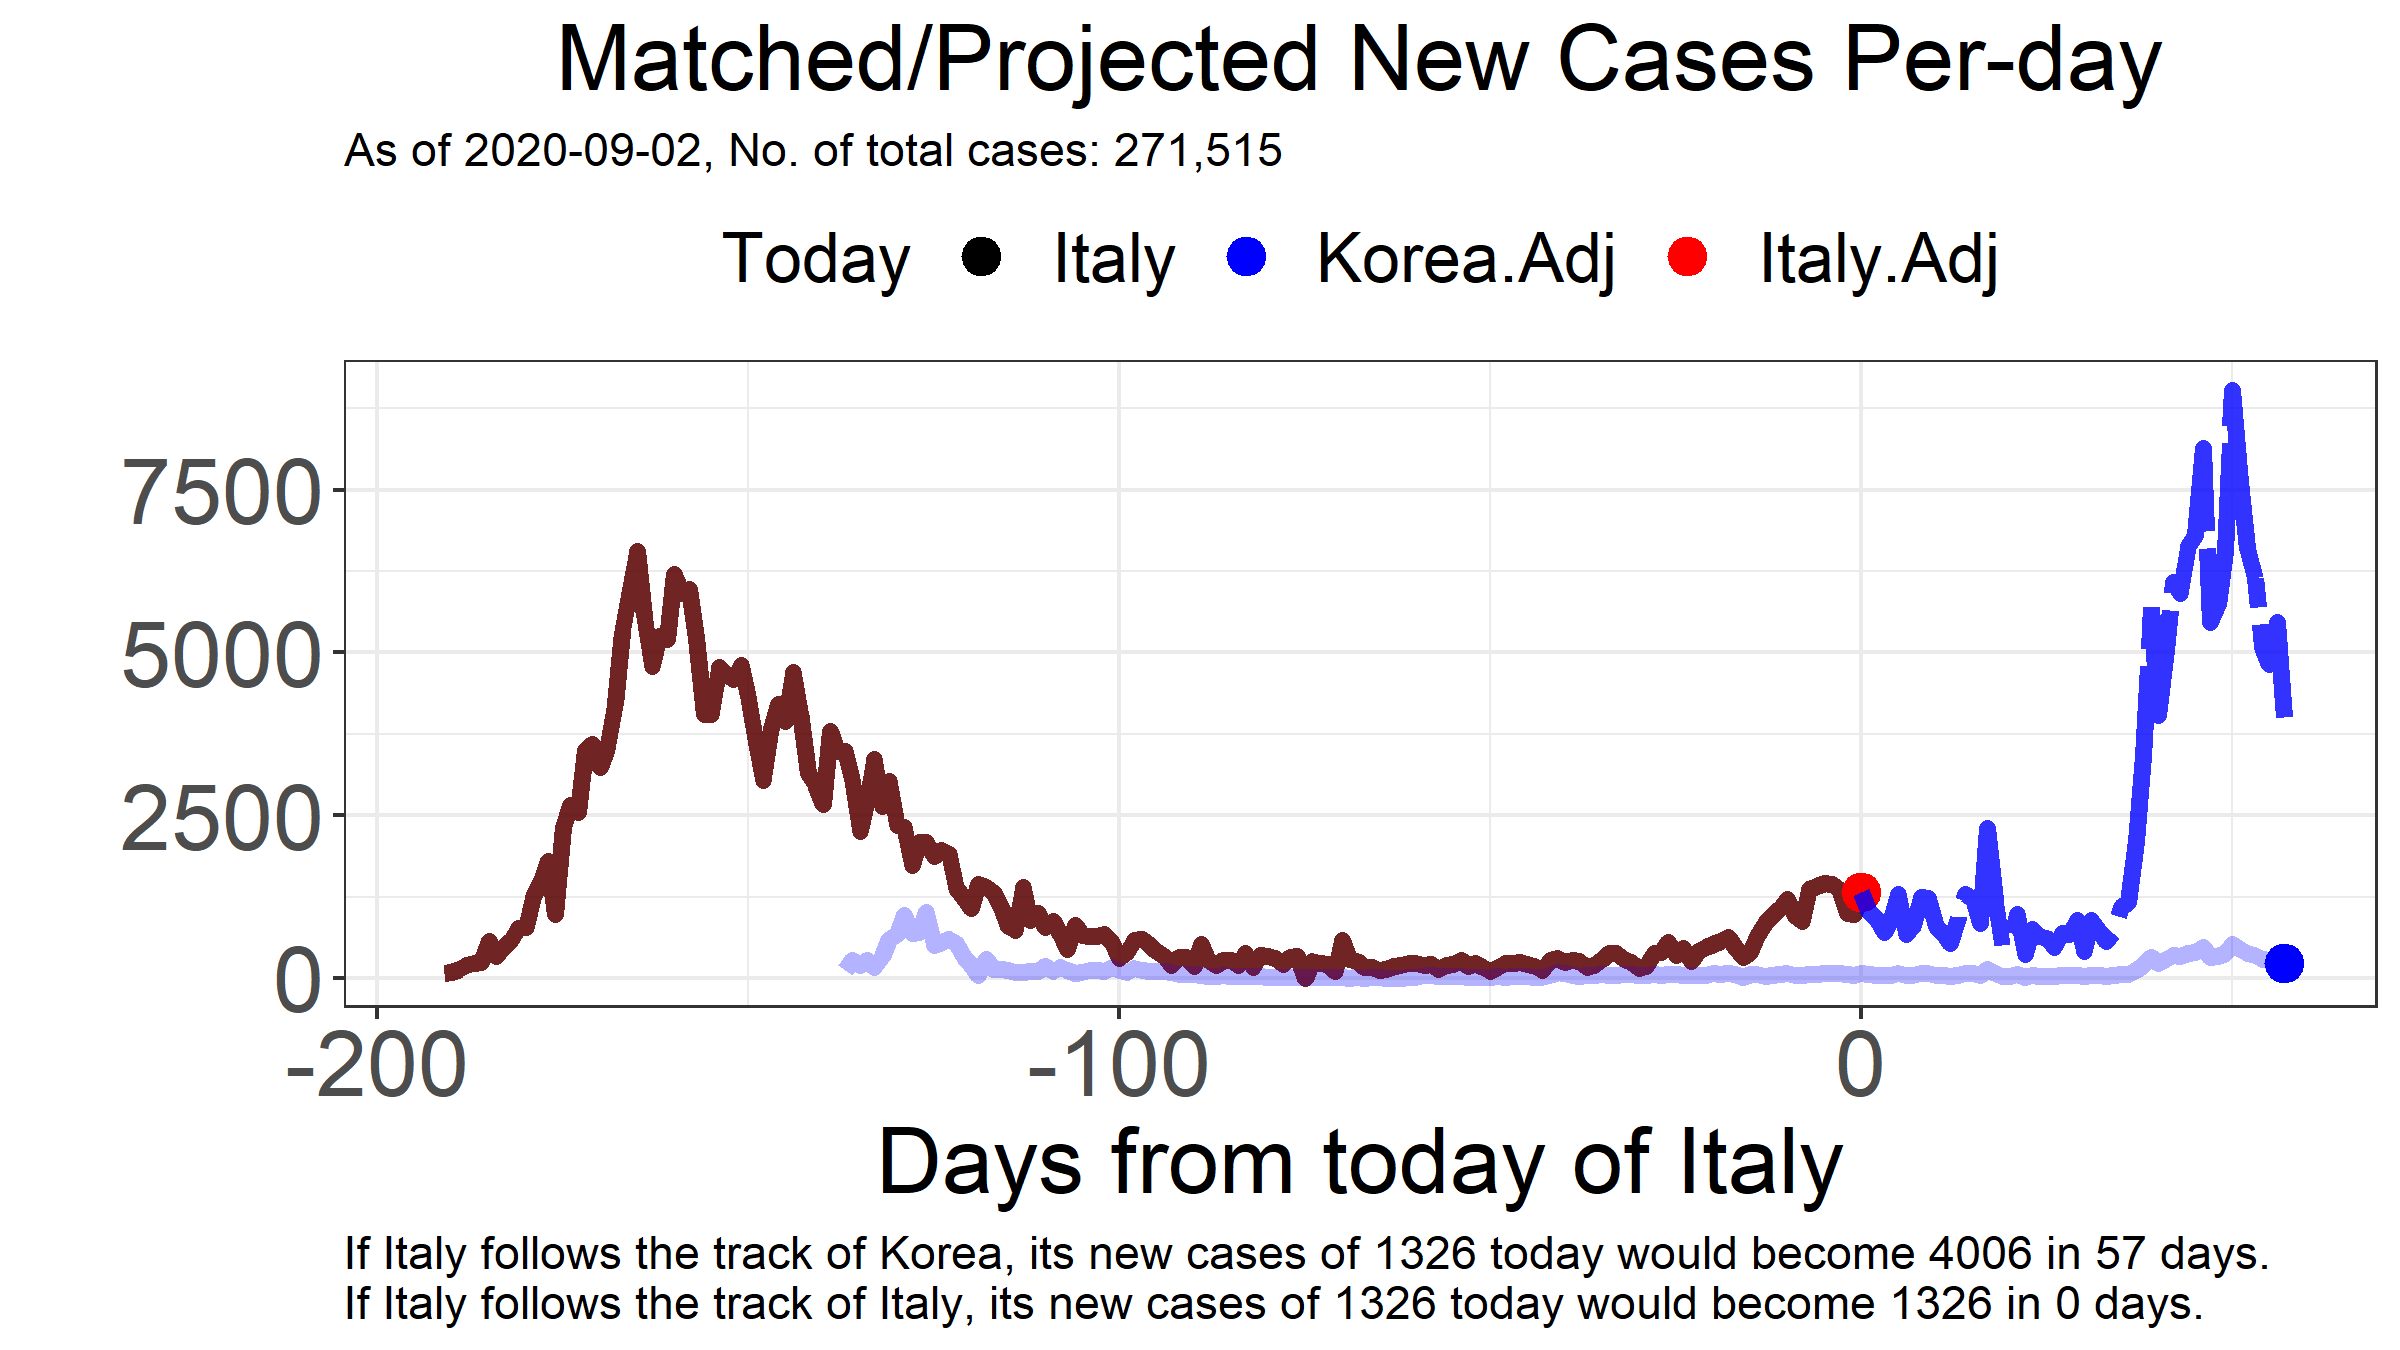 Matched/Projected New Cases Per-day
As of 2020-09-02, No. of total cases: 271,515
Today Italy Korea.Adj Italy.Adj
7500
5000
2500
0
-200 -100 0
Days from today of Italy
If Italy follows the track of Korea, its new cases of 1326 today would become 4006 in 57 days.
If Italy follows the track of Italy, its new cases of 1326 today would become 1326 in 0 days.